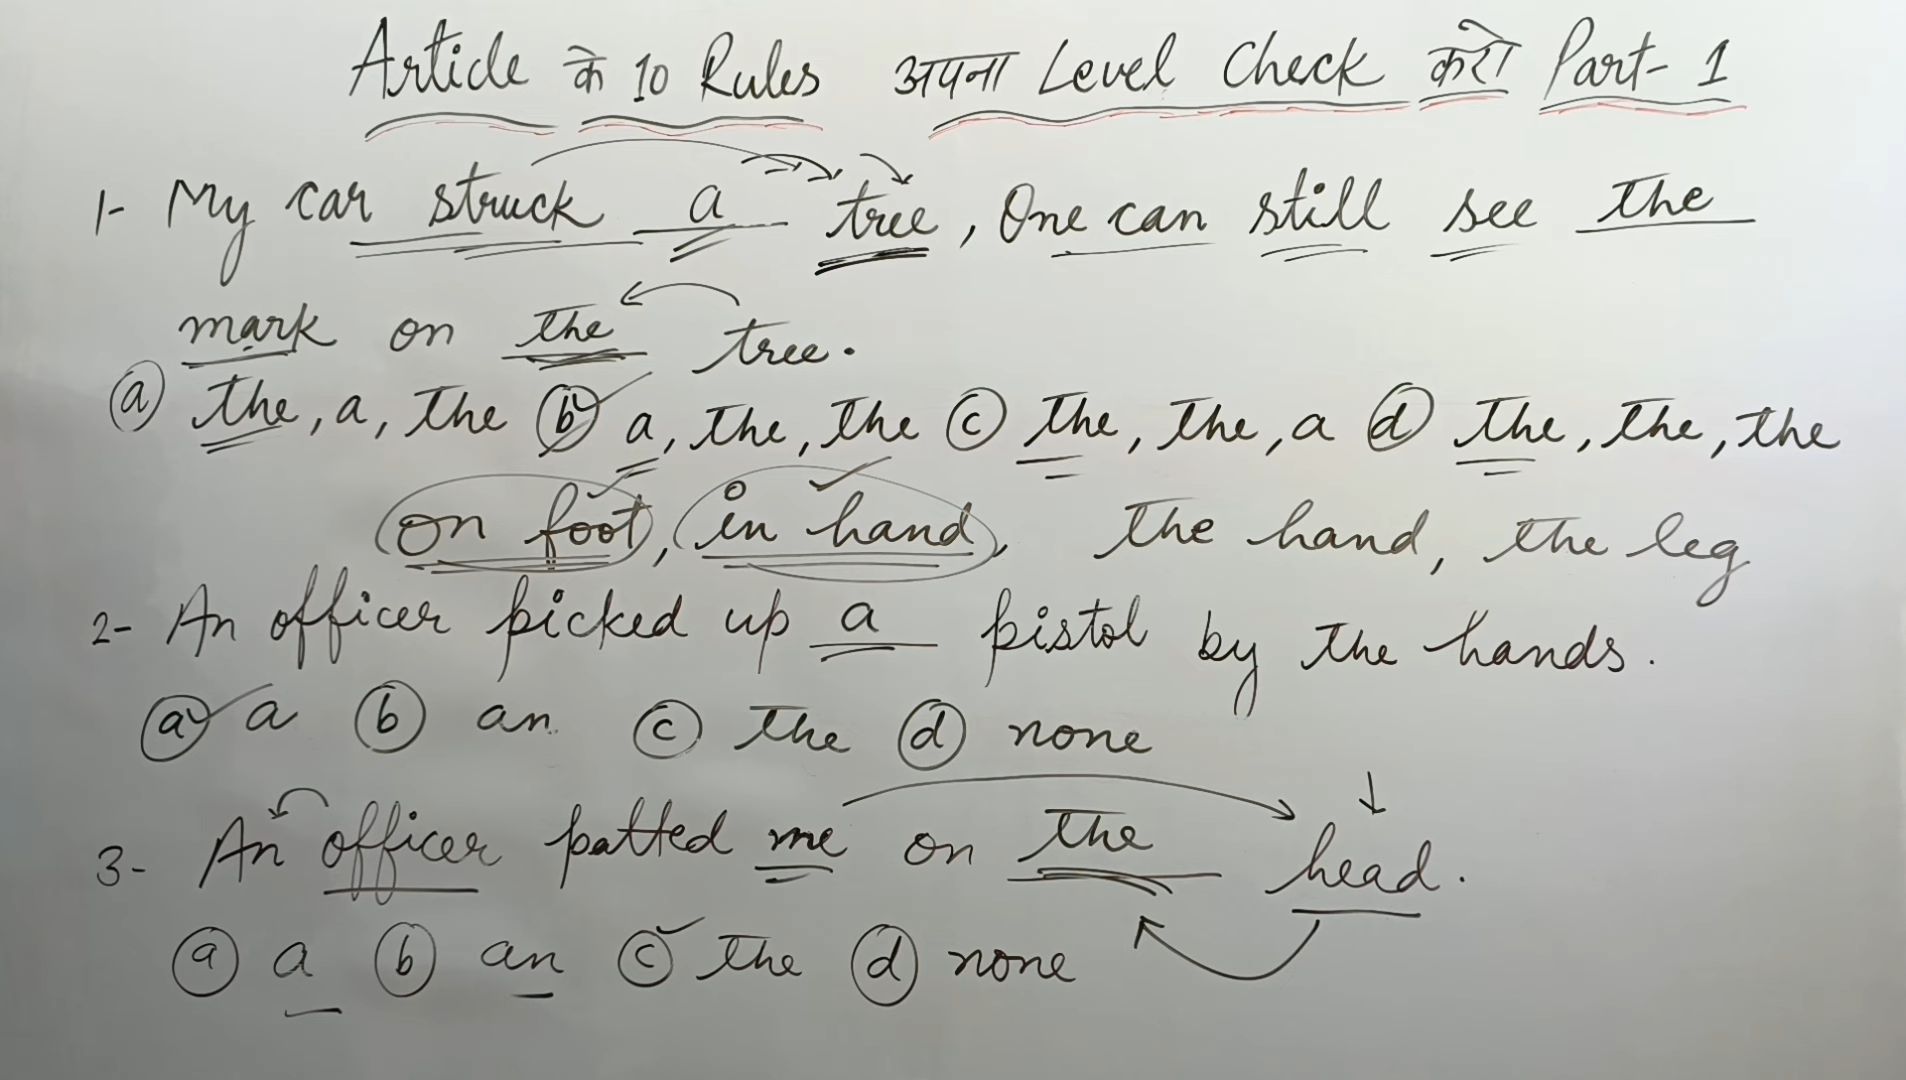 Article के 10 Rules अपना Level Check करो Part-1
1- My car struck a tree, One can still see the
mark on the tree.
(a) the, a, the (b) a, the, the (c) the, the, a (d) the, the, the
on foot, in hand, the hand, the leg
2- An officer picked up a pistol by the hands.
(a) a (b) an (c) the (d) none
3- An officer patted me on the head.
(a) a (b) an (c) the (d) none